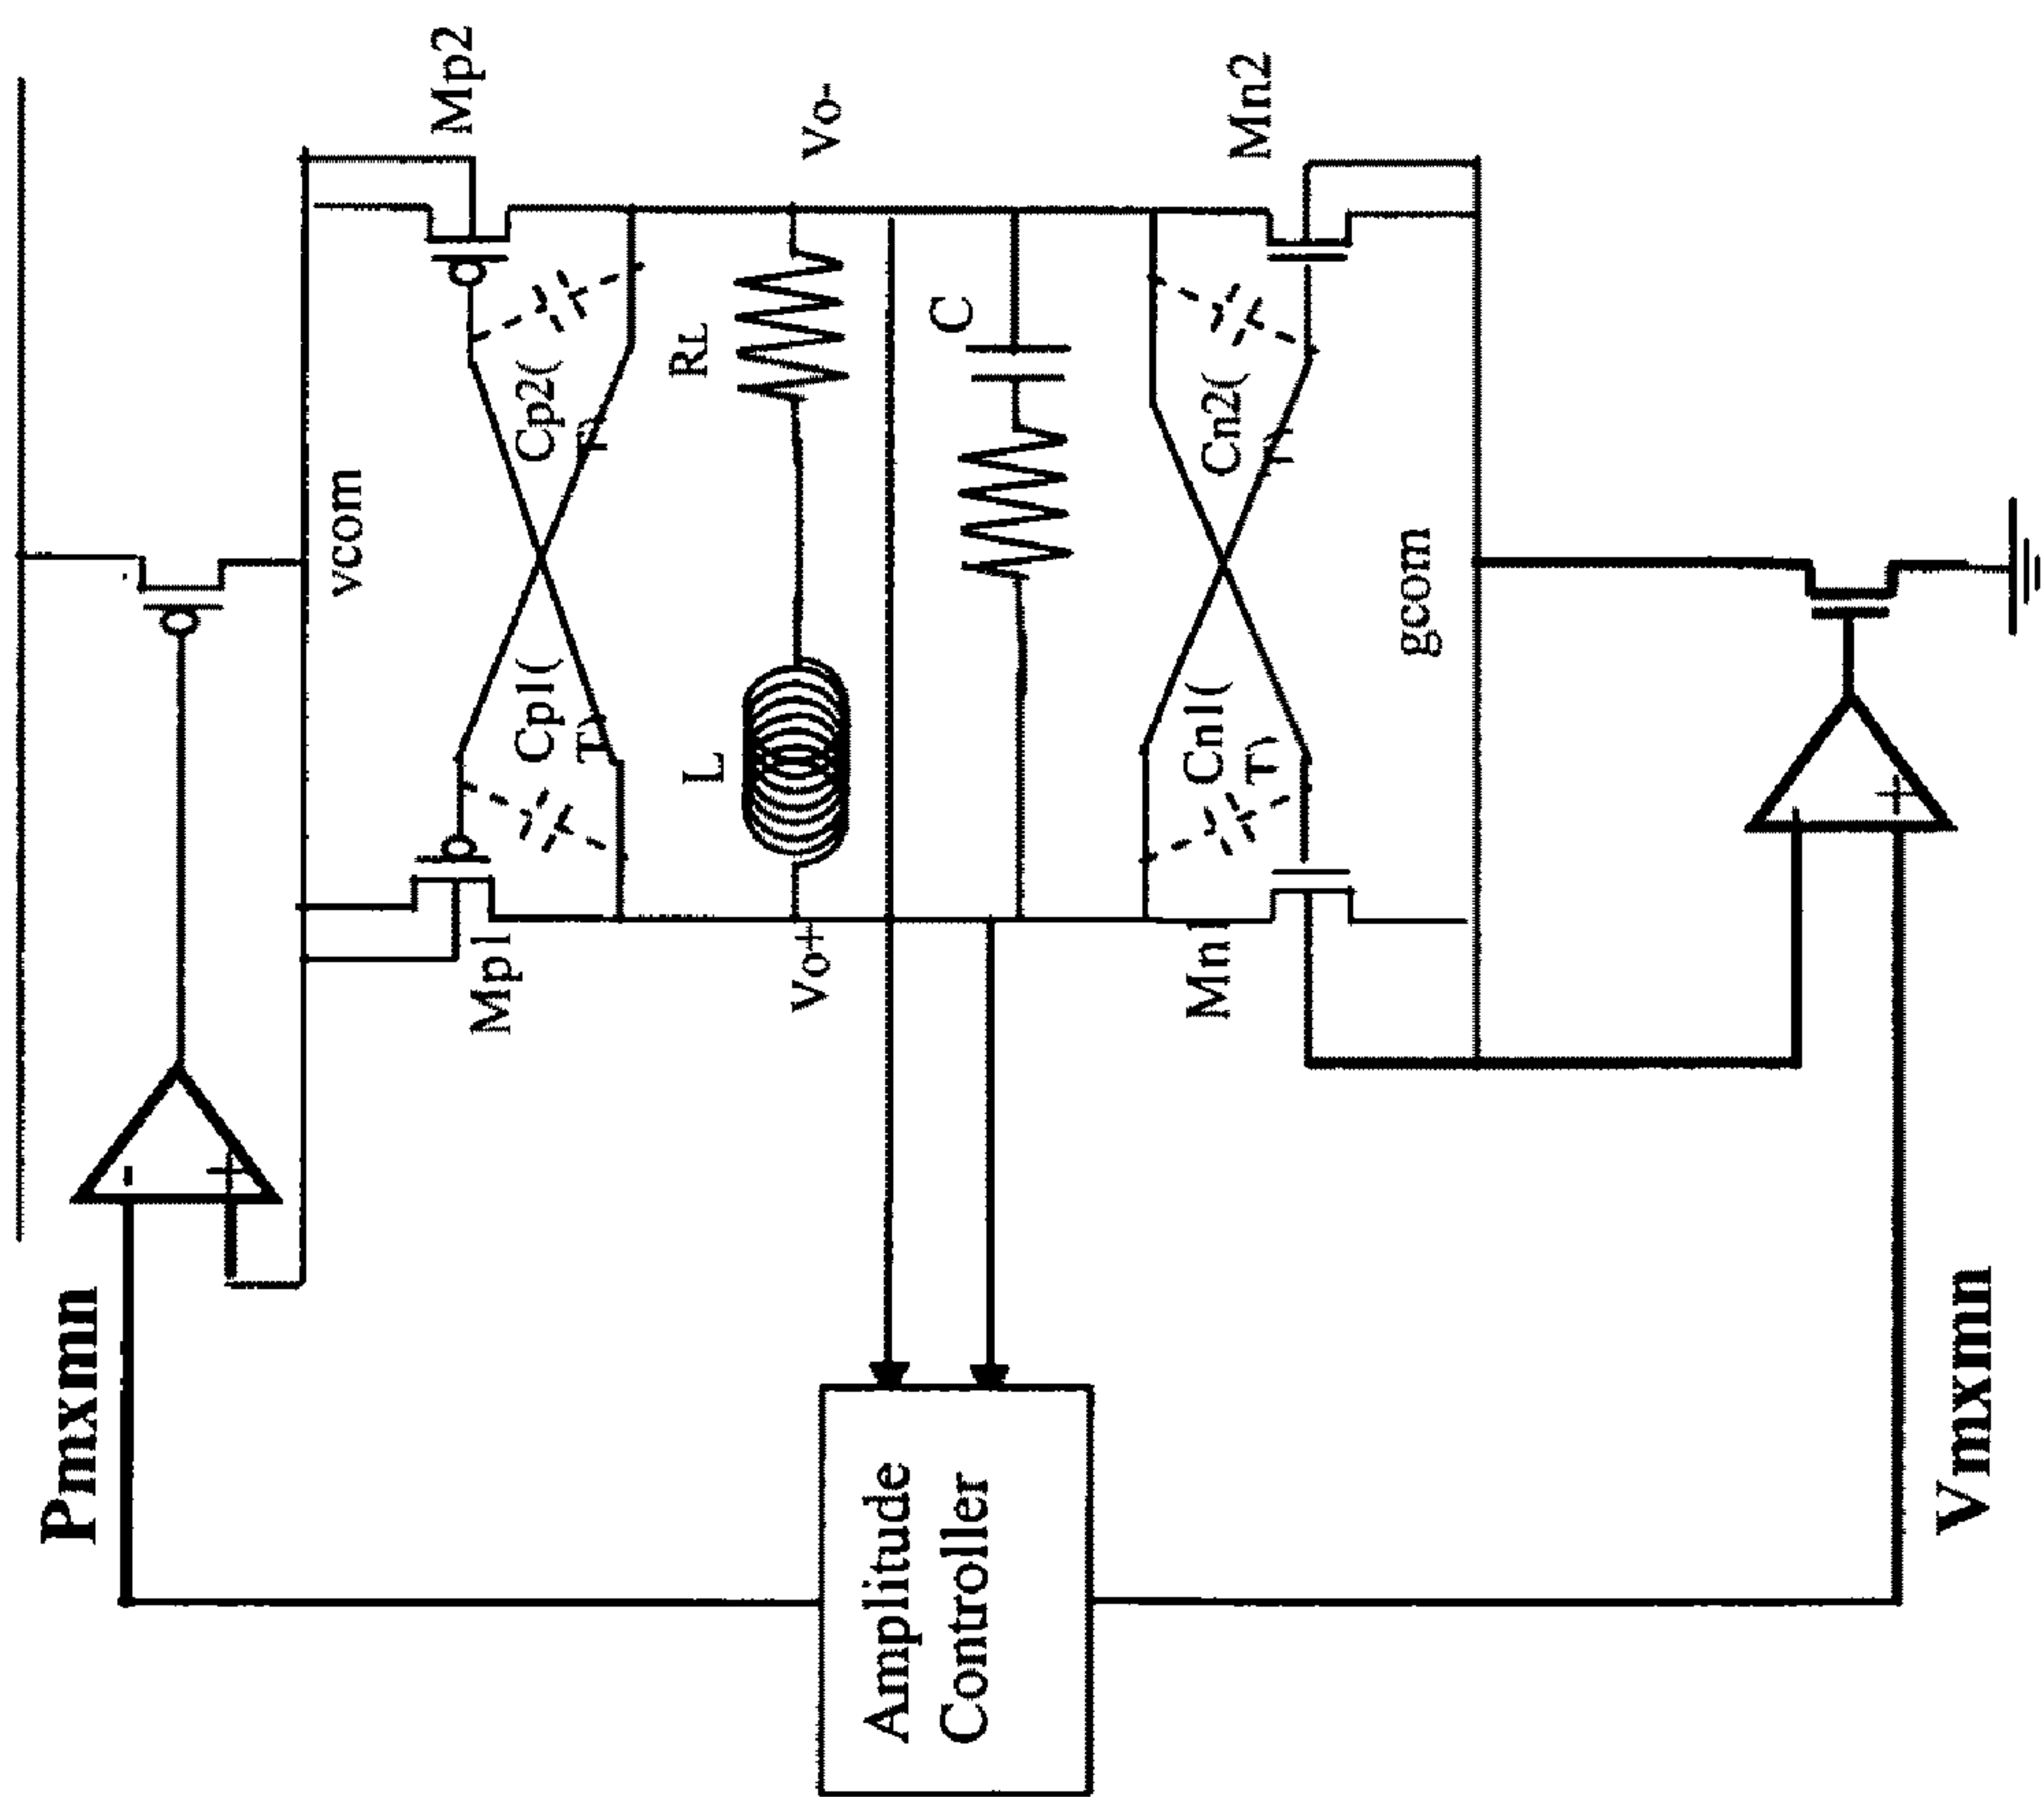 Pmxmn
vcom
Mp1
Mp2
Cp1(
T)
Cp2(
T)
L
RL
Vo+
Vo-
C
Amplitude
Controller
Cn1(
T)
Cn2(
T)
Mn1
Mn2
gcom
Vmxmn
-
+
+